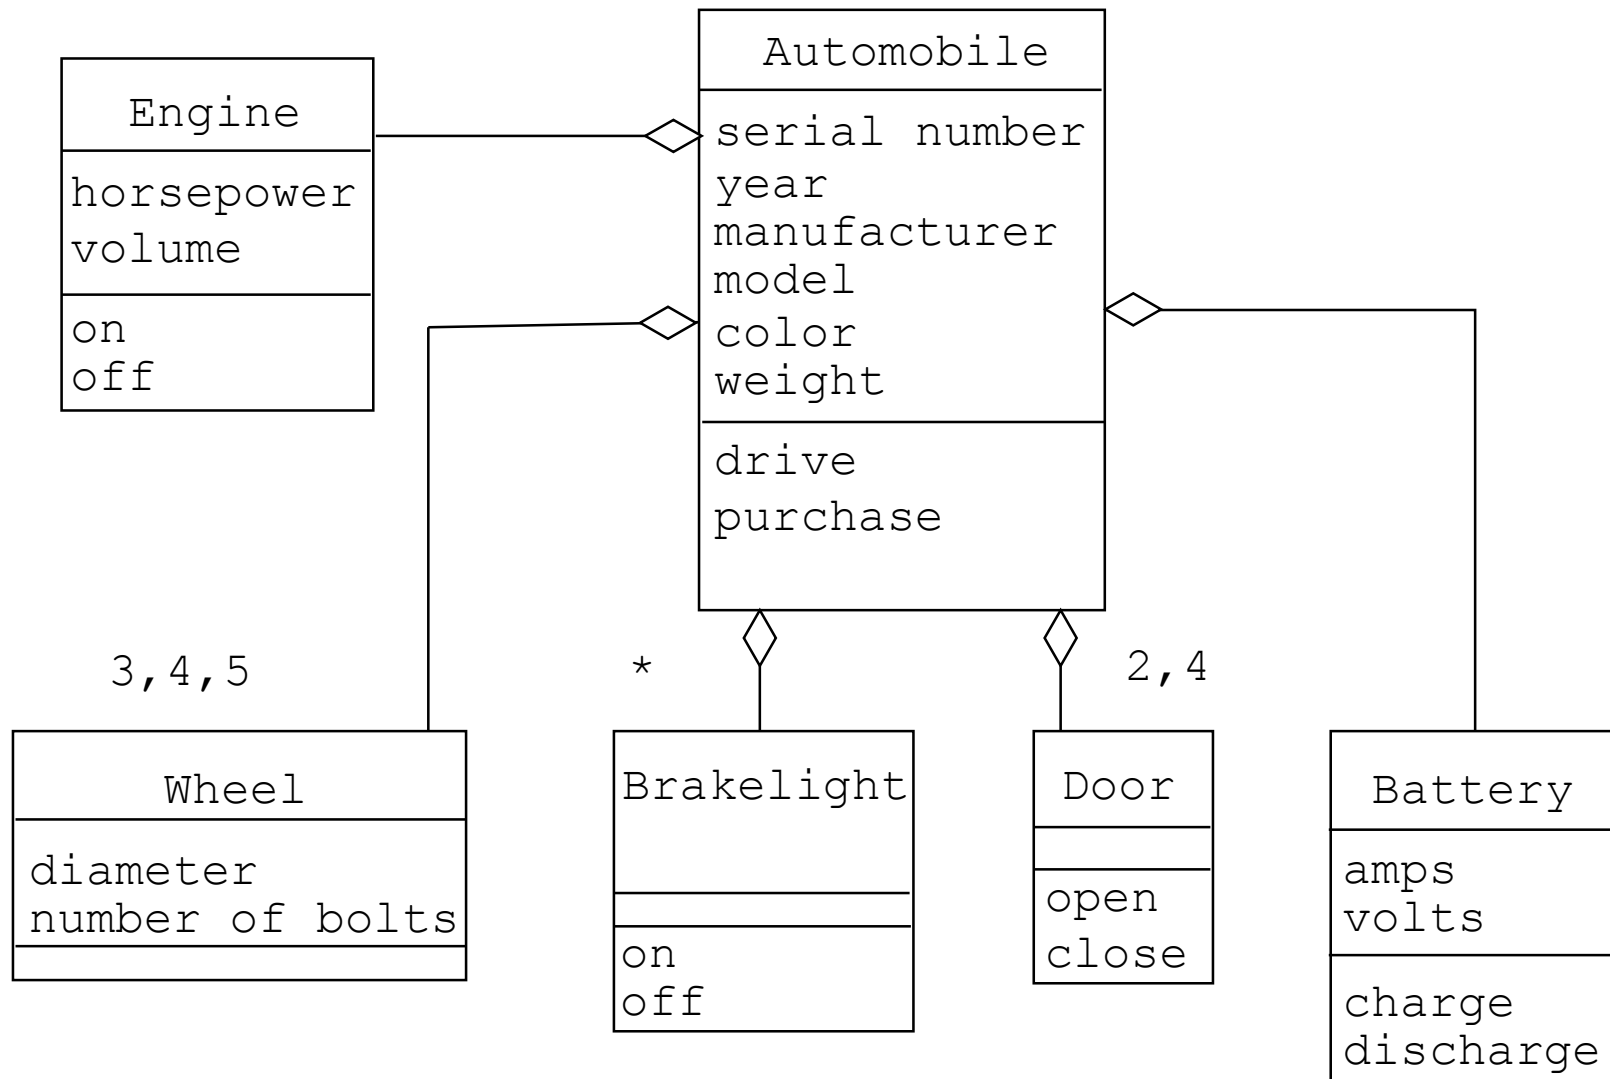 Automobile
serial number
year
manufacturer
model
color
weight
drive
purchase
Engine
horsepower
volume
on
off
3,4,5
*
2,4
Wheel
diameter
number of bolts
Brakelight
on
off
Door
open
close
Battery
amps
volts
charge
discharge